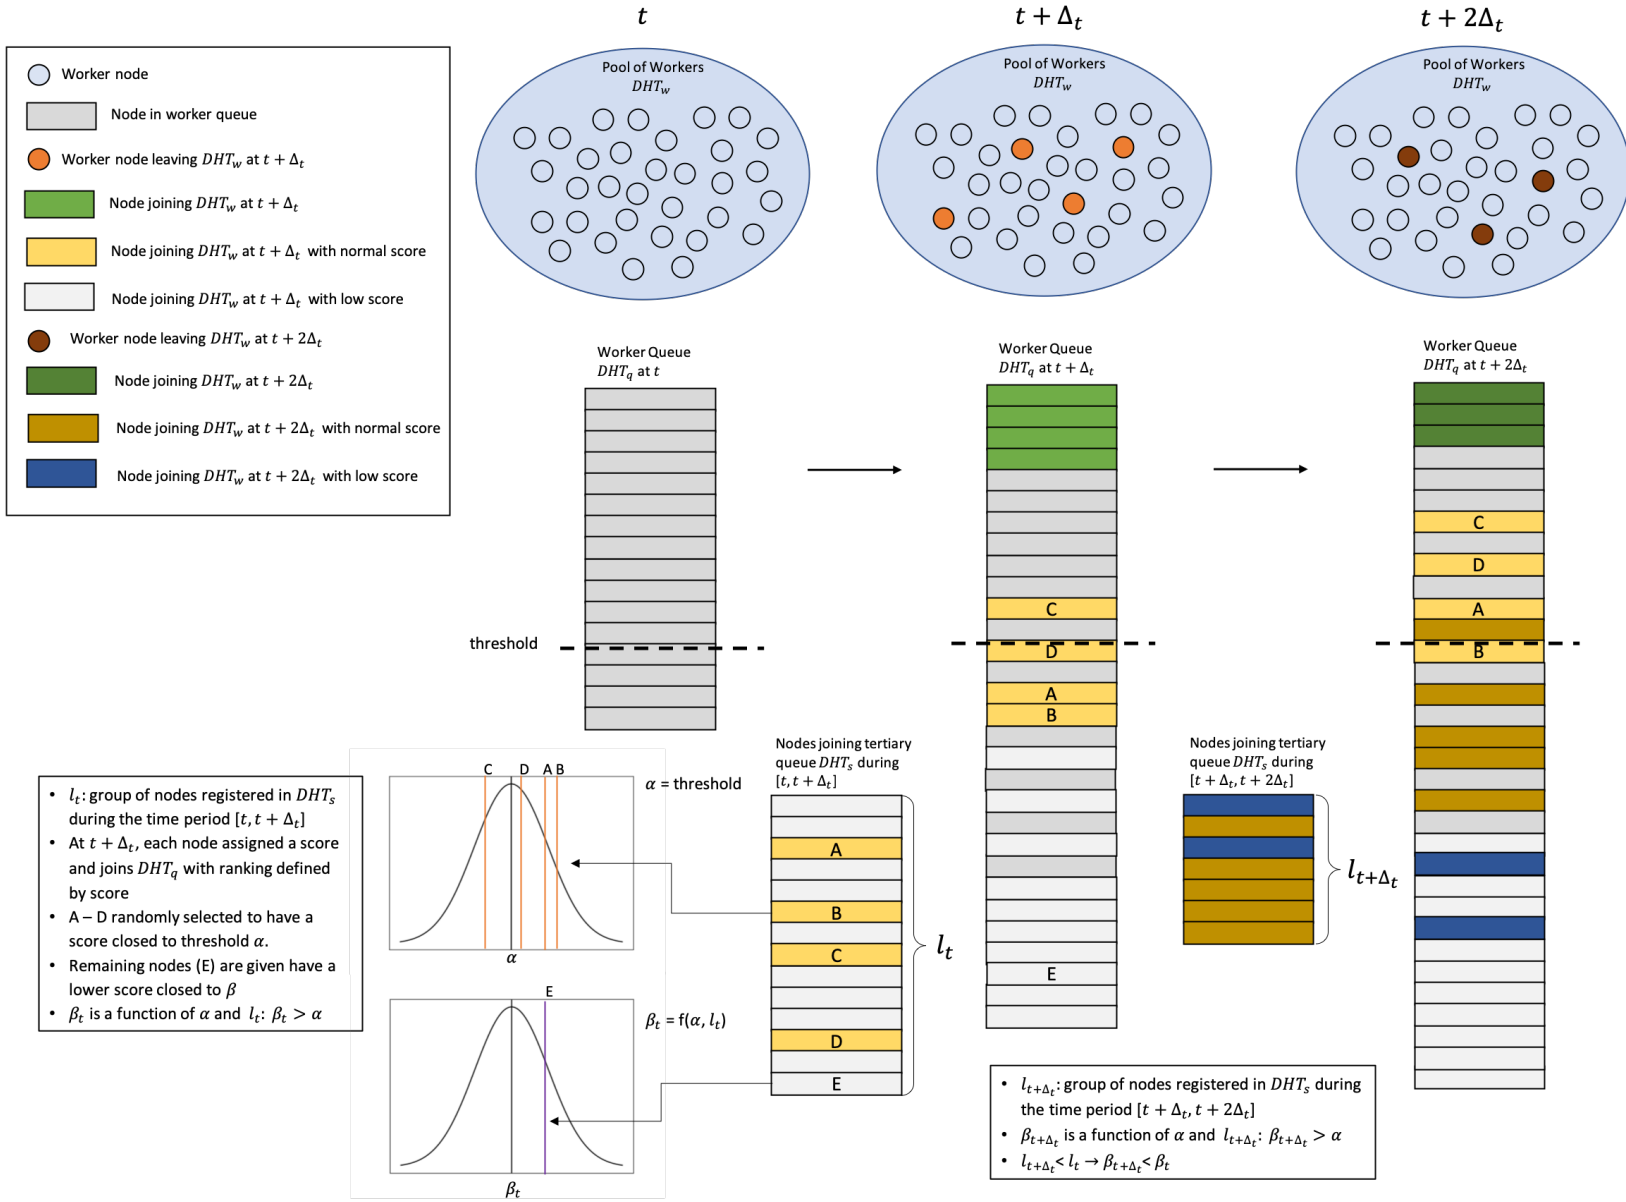 t
t + Δt
t + 2Δt
Worker node
Node in worker queue
Worker node leaving DHTw at t + Δt
Node joining DHTw at t + Δt
Node joining DHTw at t + Δt with normal score
Node joining DHTw at t + Δt with low score
Worker node leaving DHTw at t + 2Δt
Node joining DHTw at t + 2Δt
Node joining DHTw at t + 2Δt with normal score
Node joining DHTw at t + 2Δt with low score
Pool of Workers
DHTw
Pool of Workers
DHTw
Pool of Workers
DHTw
Worker Queue
DHTq at t
threshold
Worker Queue
DHTq at t + Δt
C
D
A
B
E
Worker Queue
DHTq at t + 2Δt
C
D
A
B
• lt: group of nodes registered in DHTs
during the time period [t, t + Δt]
• At t + Δt, each node assigned a score
and joins DHTq with ranking defined
by score
• A – D randomly selected to have a
score closed to threshold α.
• Remaining nodes (E) are given have a
lower score closed to β
• βt is a function of α and lt: βt > α
C D A B
α = threshold
α
E
βt = f(α, lt)
βt
Nodes joining tertiary
queue DHTs during
[t, t + Δt]
A
B
C
D
E
lt
Nodes joining tertiary
queue DHTs during
[t + Δt, t + 2Δt]
lt+Δt
• lt+Δt: group of nodes registered in DHTs during
the time period [t + Δt, t + 2Δt]
• βt+Δt is a function of α and lt+Δt: βt+Δt > α
• lt+Δt< lt → βt+Δt< βt